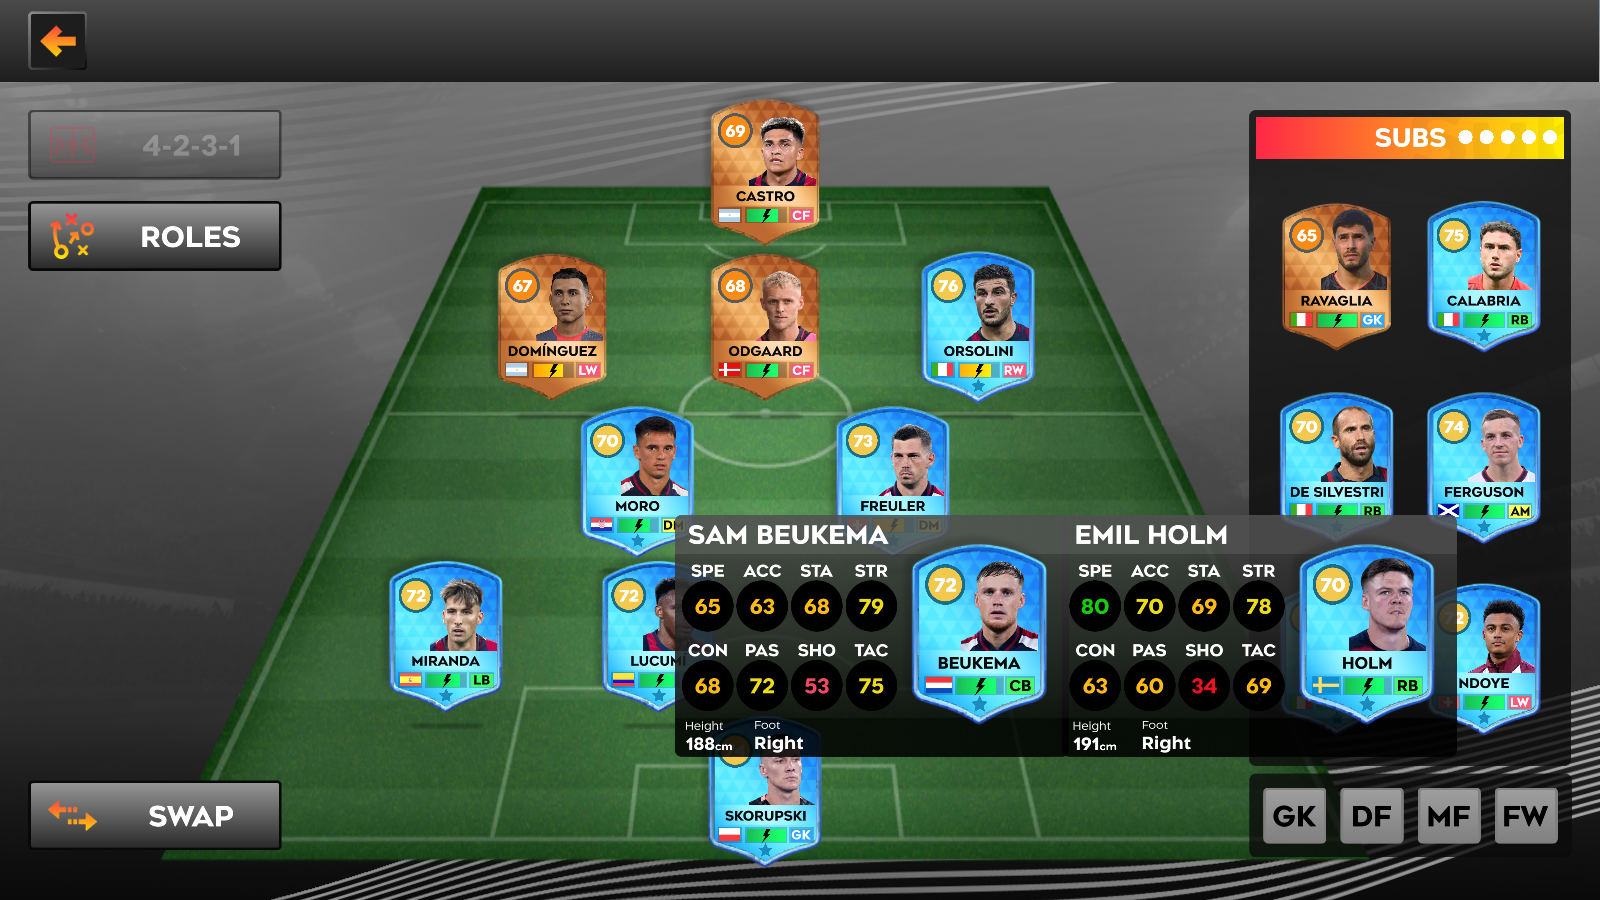 4-2-3-1
ROLES
SWAP
69
CASTRO
CF
67
DOMÍNGUEZ
LW
68
ODGAARD
CF
76
ORSOLINI
RW
70
MORO
DM
73
FREULER
DM
72
MIRANDA
LB
72
LUCUMI
SKORUPSKI
GK
SAM BEUKEMA
SPE ACC STA STR
65 63 68 79
CON PAS SHO TAC
68 72 53 75
Height Foot
188cm Right
72
BEUKEMA
CB
EMIL HOLM
SPE ACC STA STR
80 70 69 78
CON PAS SHO TAC
63 60 34 69
Height Foot
191cm Right
70
HOLM
RB
SUBS
65
RAVAGLIA
GK
75
CALABRIA
RB
70
DE SILVESTRI
RB
74
FERGUSON
AM
NDOYE
LW
GK DF MF FW